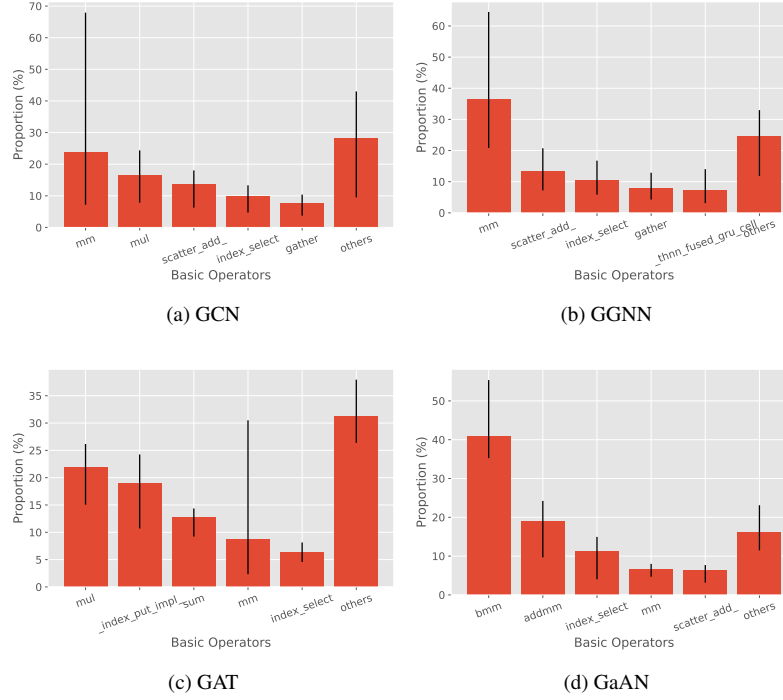 70
60
50
40
30
20
10
0
Proportion (%)
mm
mul
scatter_add_
index_select
gather
others
Basic Operators
(a) GCN
60
50
40
30
20
10
0
Proportion (%)
mm
scatter_add_
index_select
gather
_thnn_fused_gru_cell
others
Basic Operators
(b) GGNN
35
30
25
20
15
10
5
0
Proportion (%)
mul
_index_put_impl_
sum
mm
index_select
others
Basic Operators
(c) GAT
50
40
30
20
10
0
Proportion (%)
bmm
addmm
index_select
mm
scatter_add_
others
Basic Operators
(d) GaAN